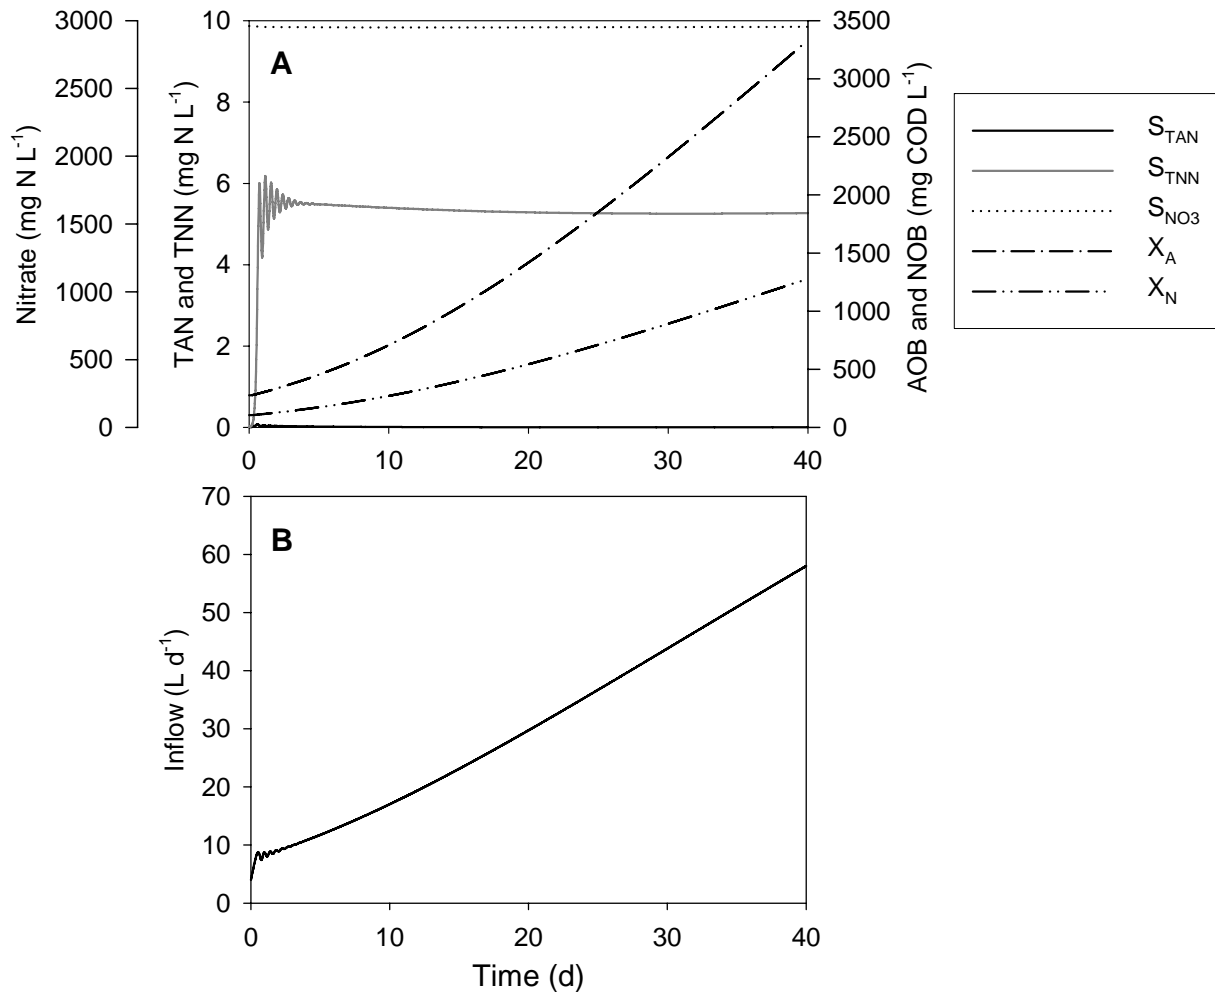 A
Nitrate (mg N L-1)
3000
2500
2000
1500
1000
500
0
TAN and TNN (mg N L-1)
10
8
6
4
2
0
AOB and NOB (mg COD L-1)
3500
3000
2500
2000
1500
1000
500
0
0 10 20 30 40
STAN
STNN
SNO3
XA
XN
B
Inflow (L d-1)
70
60
50
40
30
20
10
0
0 10 20 30 40
Time (d)